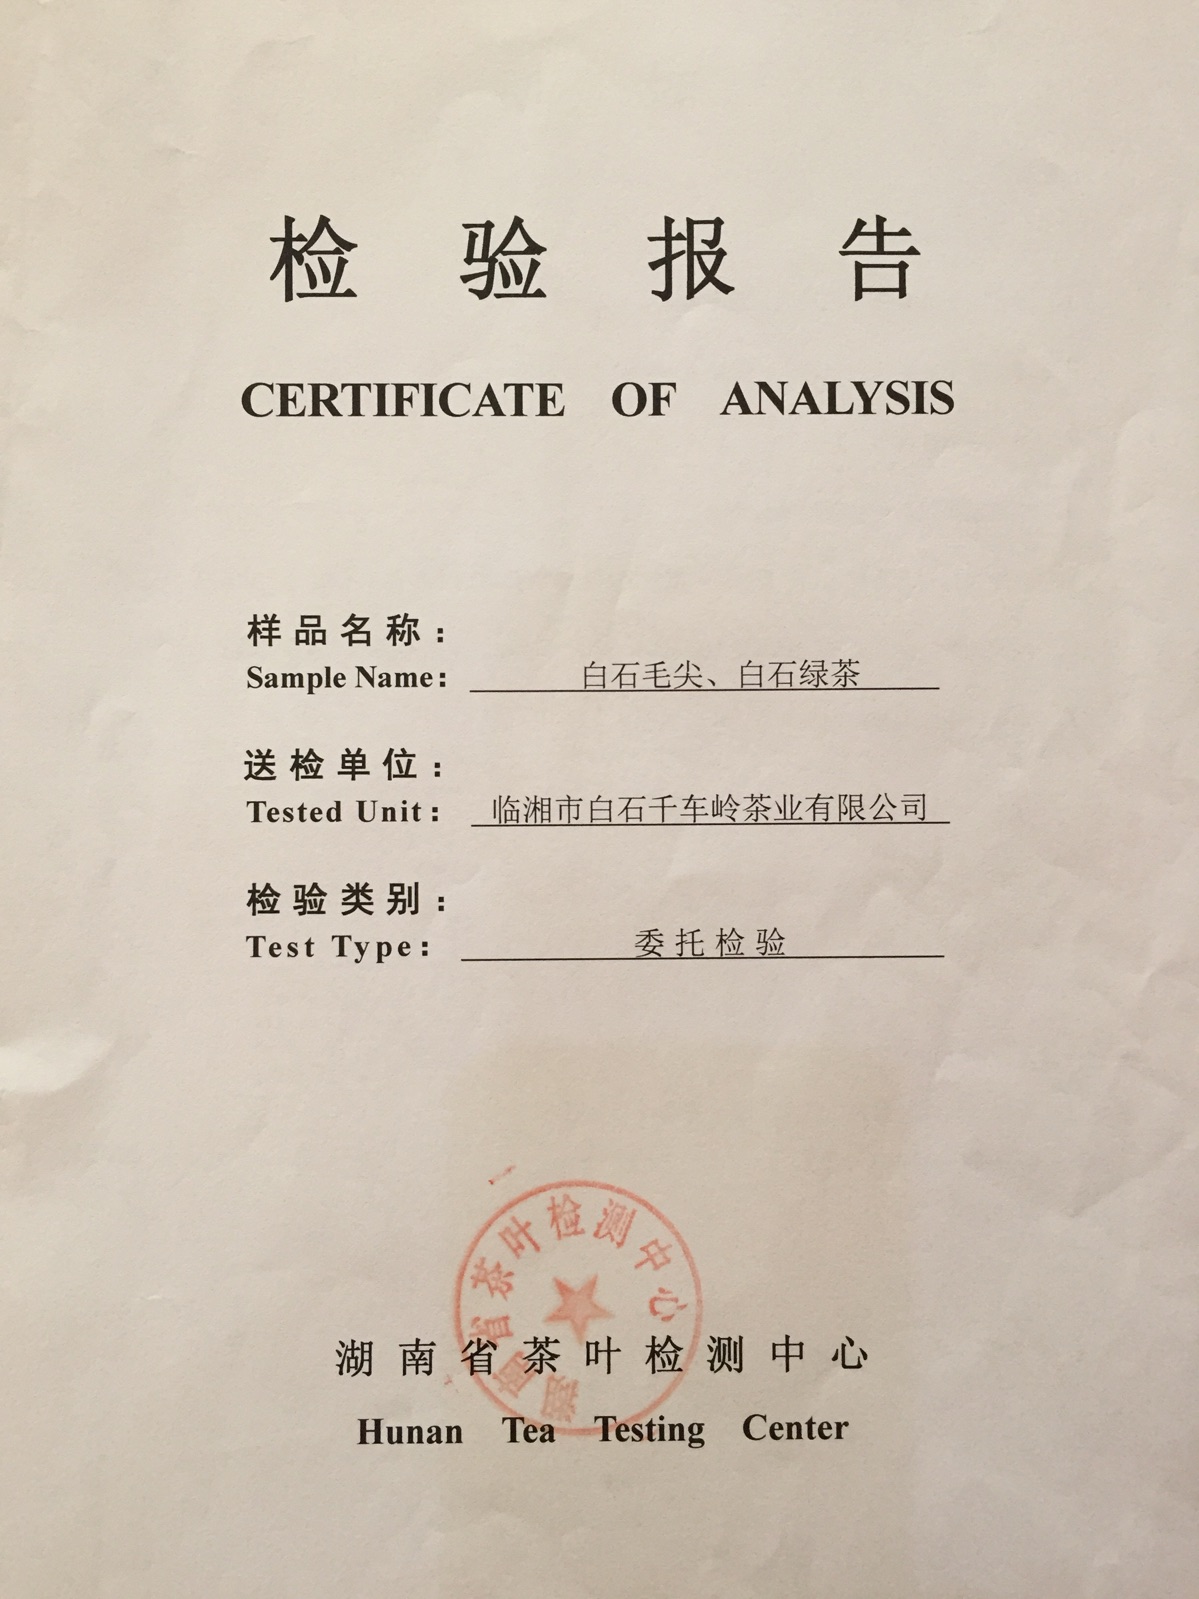 检验报告
CERTIFICATE OF ANALYSIS
样品名称：
Sample Name： 白石毛尖、白石绿茶
送检单位：
Tested Unit： 临湘市白石千车岭茶业有限公司
检验类别：
Test Type： 委托检验
湖南省茶叶检测中心
湖南省茶叶检测中心
Hunan Tea Testing Center